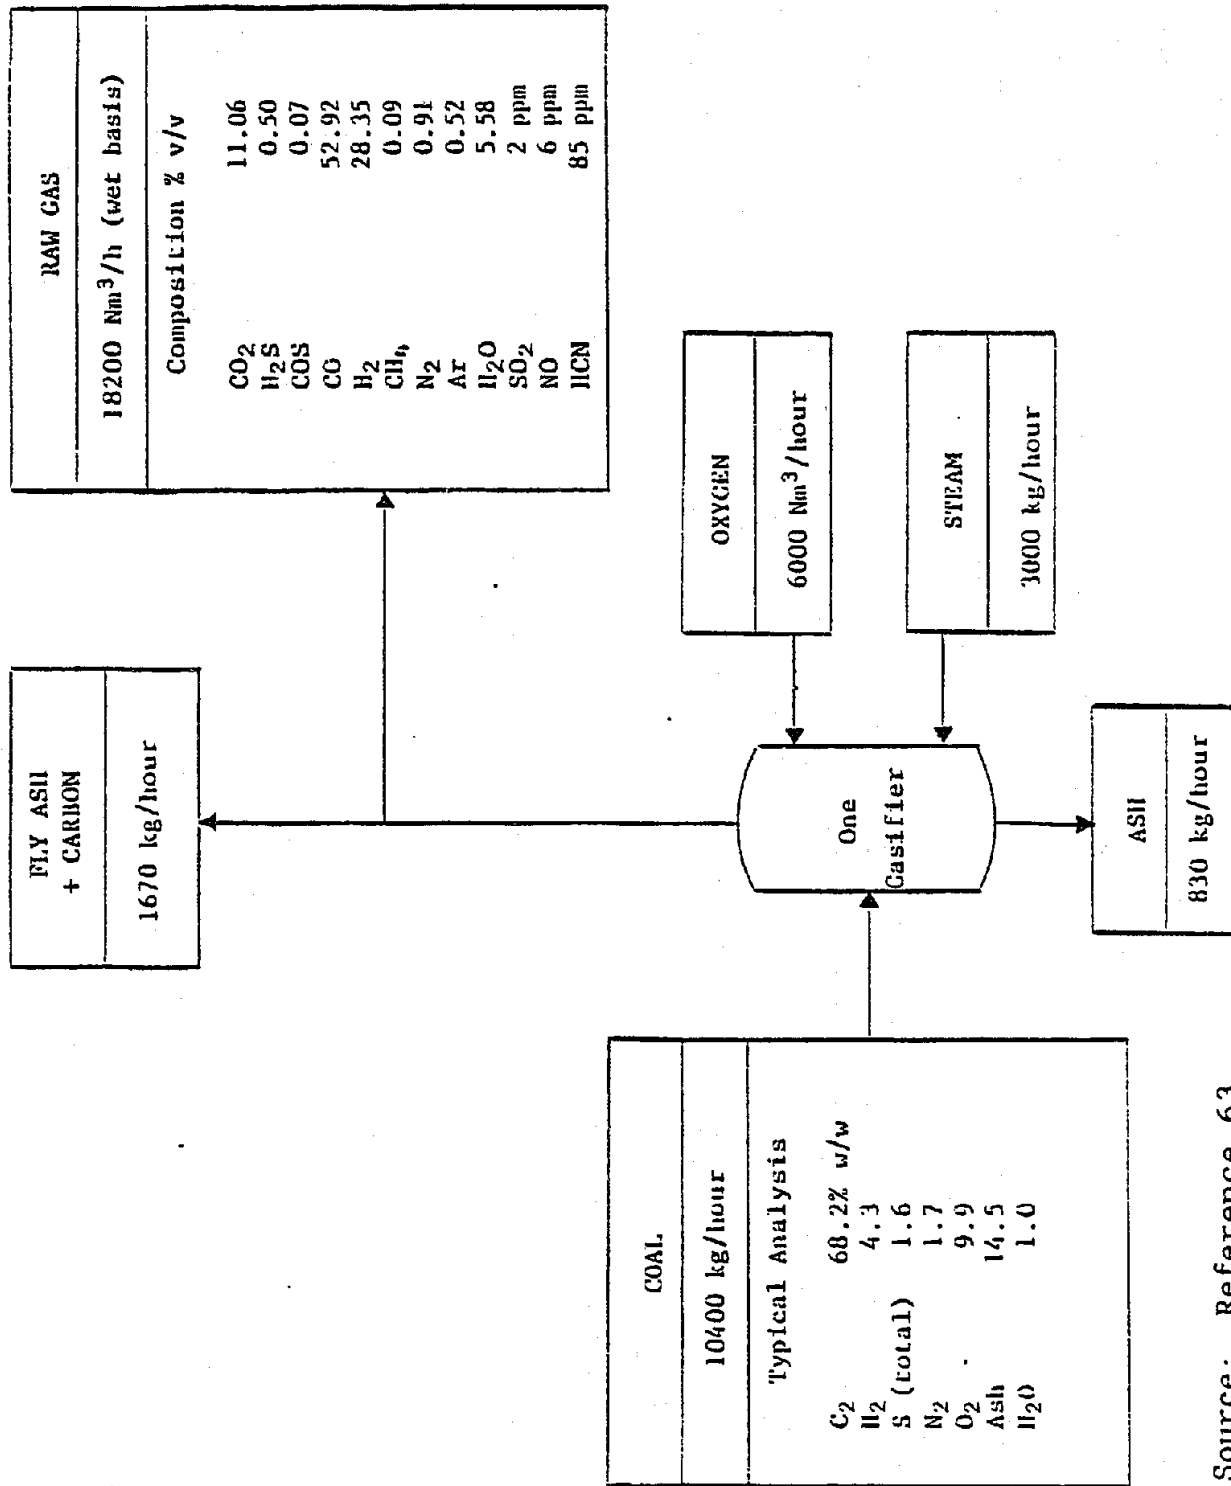 FLY ASH
+ CARBON
1670 kg/hour
RAW GAS
18200 Nm³/h (wet basis)
Composition % v/v
CO₂ 11.06
H₂S 0.50
COS 0.07
CO 52.92
H₂ 28.35
CH₄ 0.09
N₂ 0.91
Ar 0.52
H₂O 5.58
SO₂ 2 ppm
NO 6 ppm
HCN 85 ppm
COAL
10400 kg/hour
Typical Analysis
C₂ 68.2% w/w
H₂ 4.3
S (total) 1.6
N₂ 1.7
O₂ 9.9
Ash 14.5
H₂O 1.0
One
Gasifier
OXYGEN
6000 Nm³/hour
STEAM
3000 kg/hour
ASH
830 kg/hour
Source: Reference 63